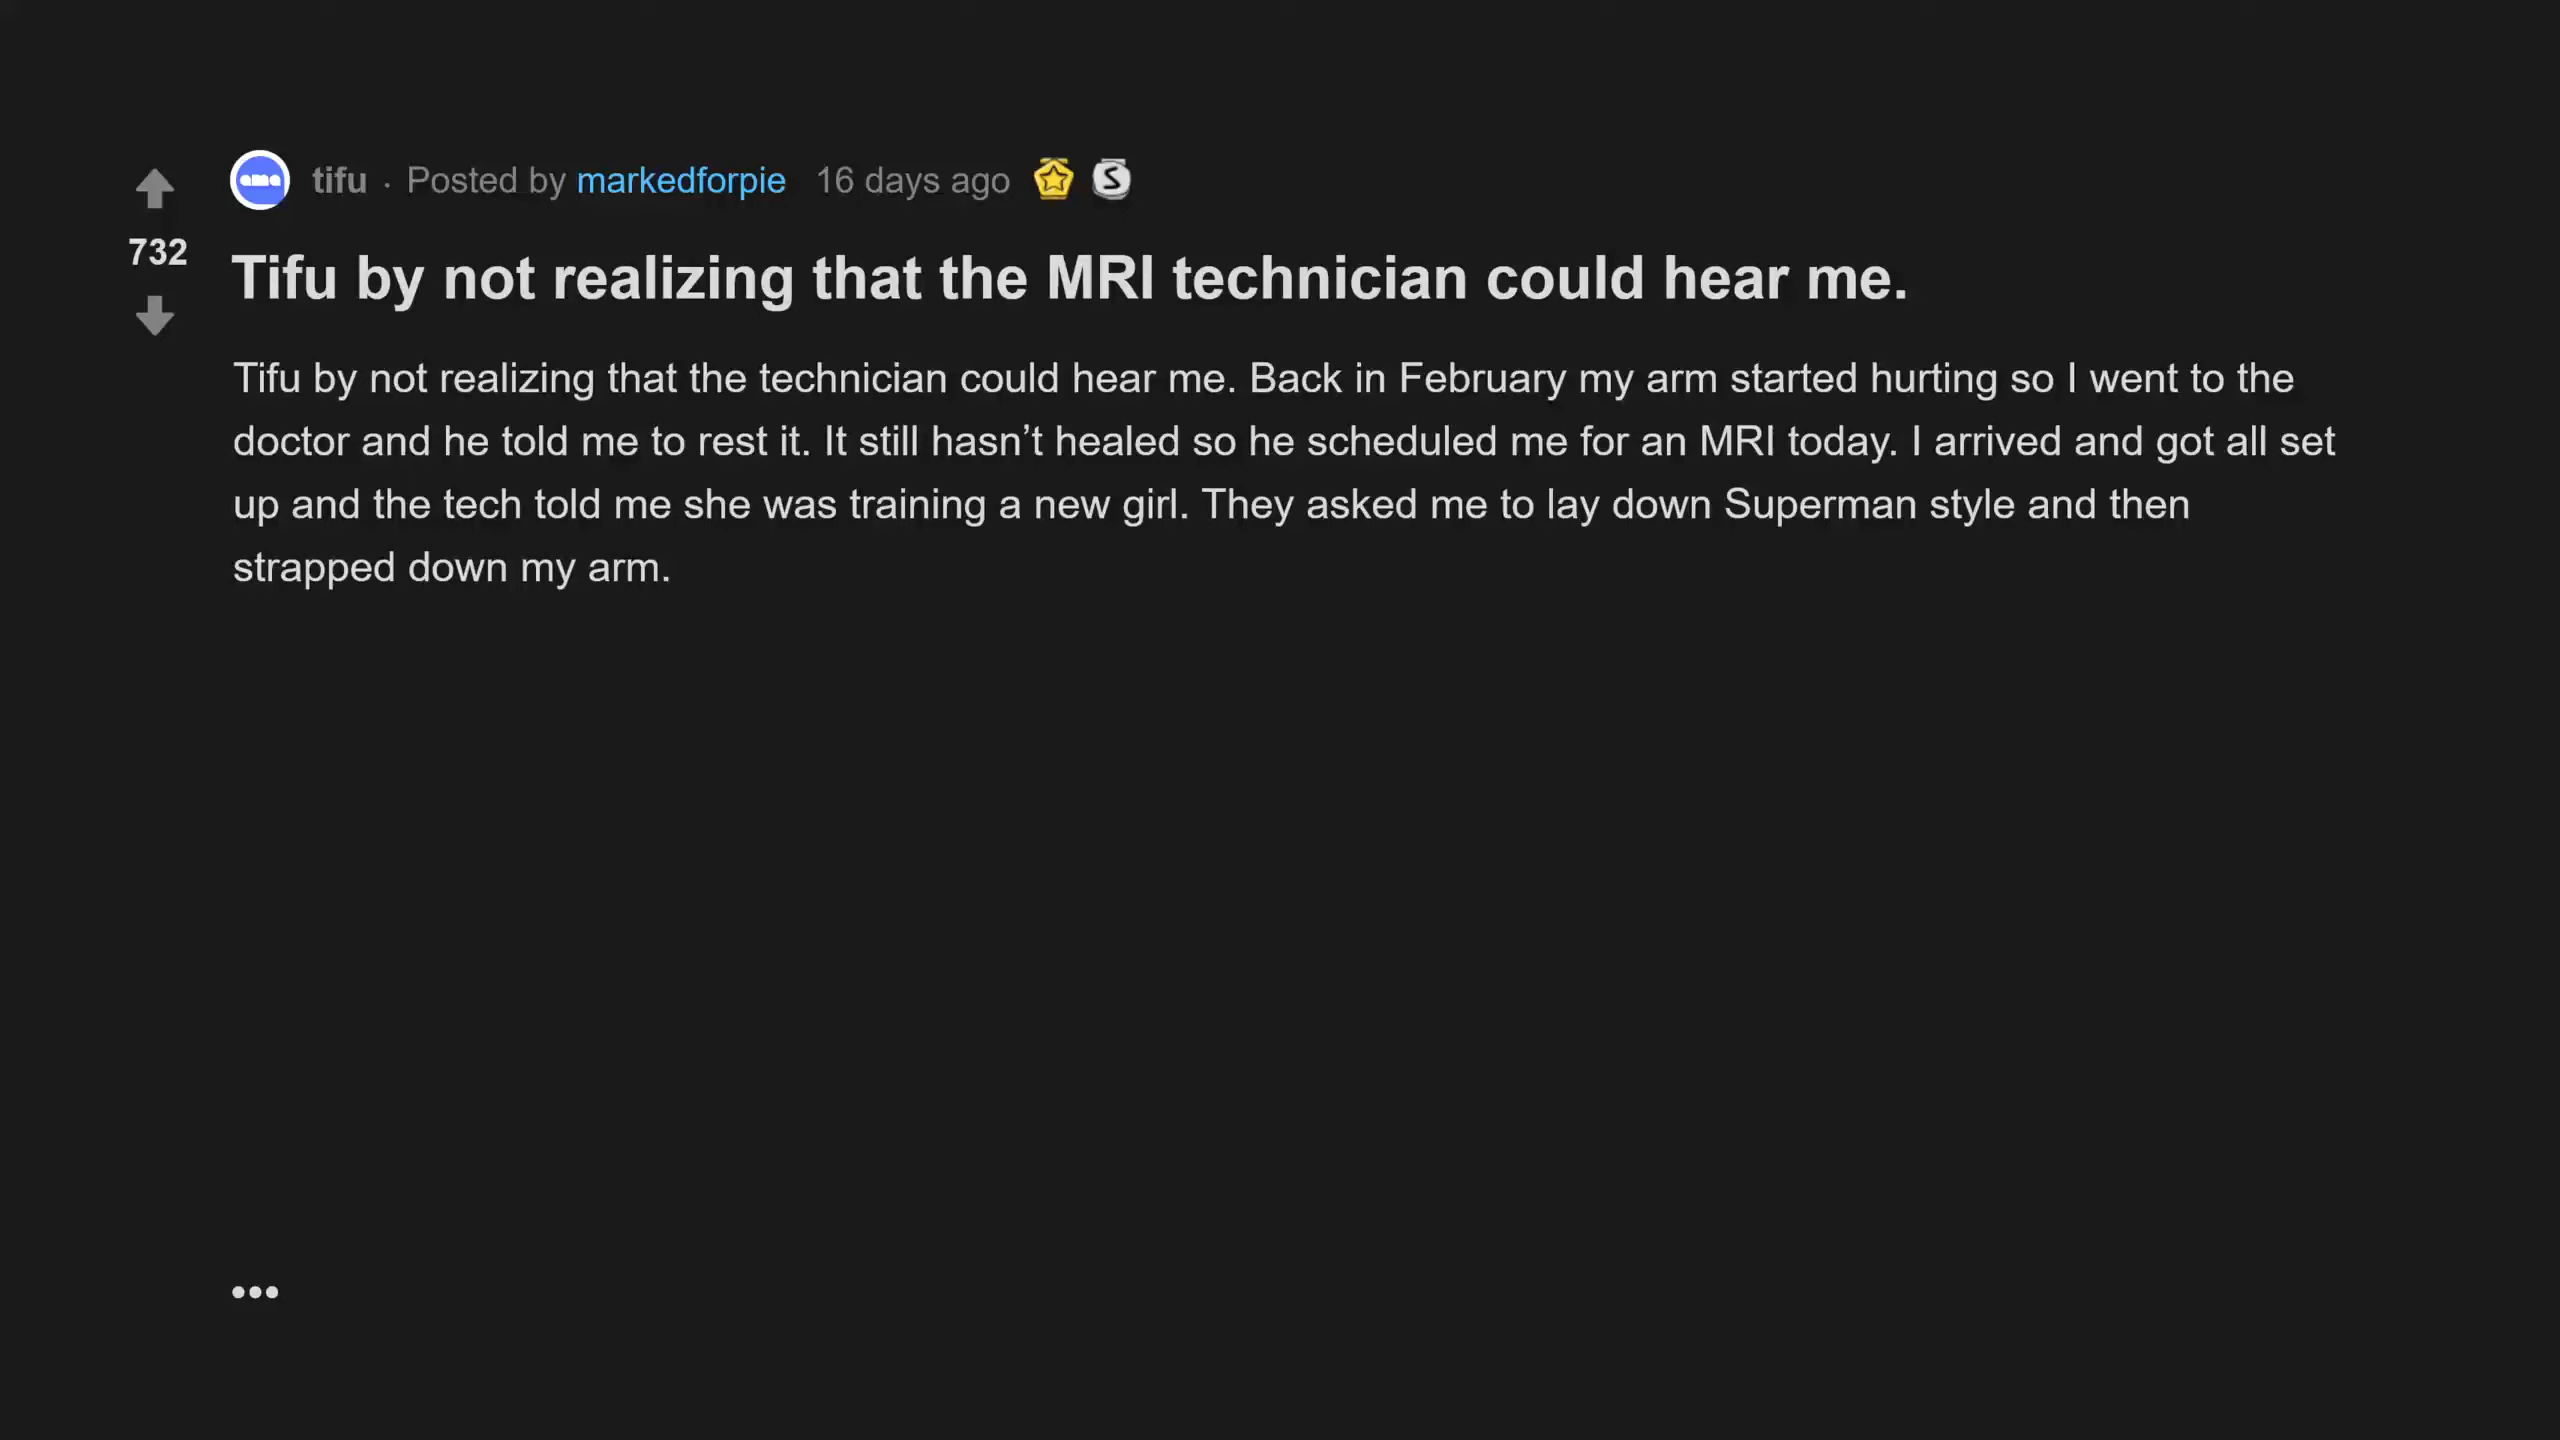 tifu · Posted by markedforpie 16 days ago
732
Tifu by not realizing that the MRI technician could hear me.
Tifu by not realizing that the technician could hear me. Back in February my arm started hurting so I went to the
doctor and he told me to rest it. It still hasn’t healed so he scheduled me for an MRI today. I arrived and got all set
up and the tech told me she was training a new girl. They asked me to lay down Superman style and then
strapped down my arm.